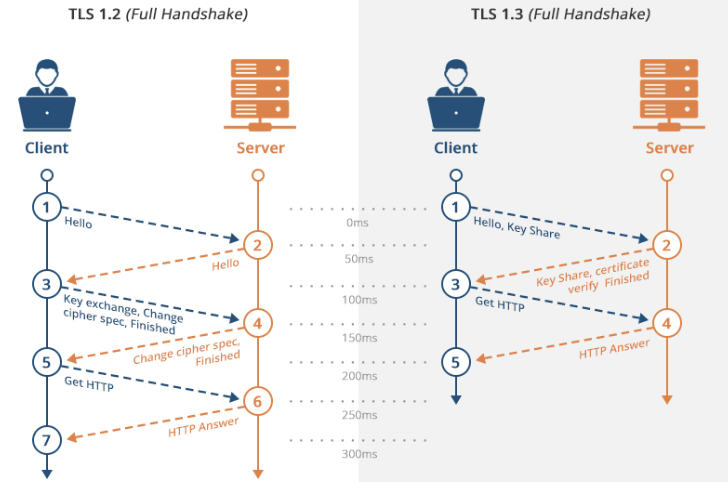 TLS 1.2 (Full Handshake)
Client
Server
1
Hello
2
Hello
3
Key exchange, Change
cipher spec, Finished
4
Change cipher spec,
Finished
5
Get HTTP
6
HTTP Answer
7
0ms
50ms
100ms
150ms
200ms
250ms
300ms
TLS 1.3 (Full Handshake)
Client
Server
1
Hello, Key Share
2
Key Share, certificate
verify Finished
3
Get HTTP
4
HTTP Answer
5